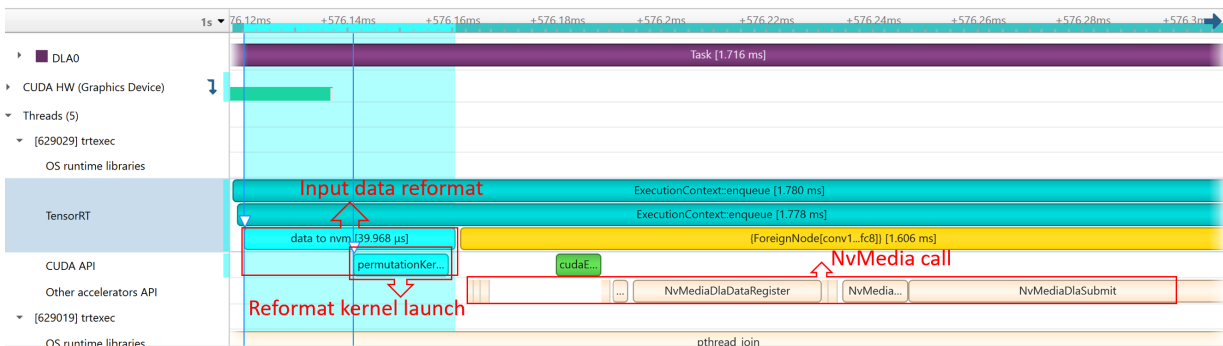 1s 76.12ms +576.14ms +576.16ms +576.18ms +576.2ms +576.22ms +576.24ms +576.26ms +576.28ms +576.3m
DLA0 Task [1.716 ms]
CUDA HW (Graphics Device)
Threads (5)
[629029] trtexec
OS runtime libraries
Input data reformat
ExecutionContext::enqueue [1.780 ms]
TensorRT
ExecutionContext::enqueue [1.778 ms]
data to nvm [39.968 µs] {ForeignNode[conv1...fc8]} [1.606 ms]
CUDA API permutationKer... cudaE... NvMedia call
Other accelerators API ... NvMediaDlaDataRegister NvMedia... NvMediaDlaSubmit
Reformat kernel launch
[629019] trtexec
OS runtime libraries pthread_join